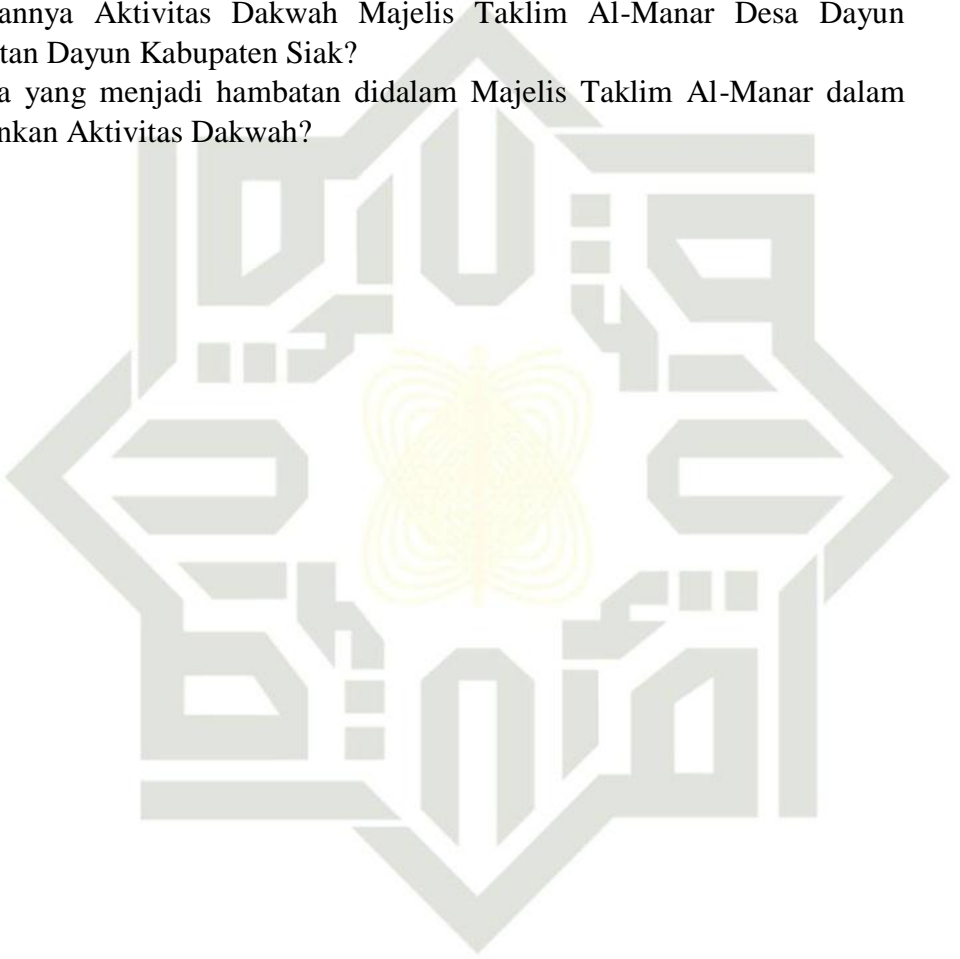 annya Aktivitas Dakwah Majelis Taklim Al-Manar Desa Dayun
tan Dayun Kabupaten Siak?
a yang menjadi hambatan didalam Majelis Taklim Al-Manar dalam
nkan Aktivitas Dakwah?